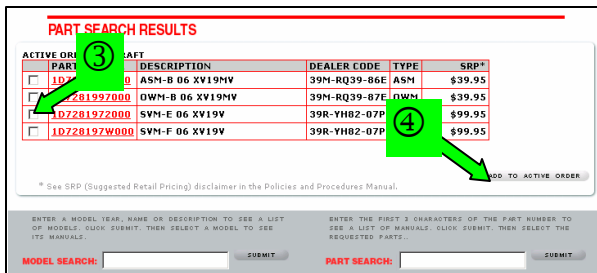 PART SEARCH RESULTS
ACTIVE AFT
PART DESCRIPTION DEALER CODE TYPE SRP*
③
ASM-B 06 XV19MV 39M-RQ39-86E ASM $39.95
1D7281997000 OWM-B 06 XV19MV 39M-RQ39-87E OWM $39.95
1D728197200 SVM-E 06 XV19V 39R-YH82-07P $99.95
1D728197W000 SVM-F 06 XV19V 39R-YH82-07P $99.95
④
ADD TO ACTIVE ORDER
* See SRP (Suggested Retail Pricing) disclaimer in the Policies and Procedures Manual.
ENTER A MODEL YEAR, NAME OR DESCRIPTION TO SEE A LIST
OF MODELS. CLICK SUBMIT. THEN SELECT A MODEL TO SEE
ITS MANUALS.
MODEL SEARCH: SUBMIT
ENTER THE FIRST 3 CHARACTERS OF THE PART NUMBER TO
SEE A LIST OF MANUALS. CLICK SUBMIT. THEN SELECT THE
REQUESTED PARTS..
PART SEARCH: SUBMIT